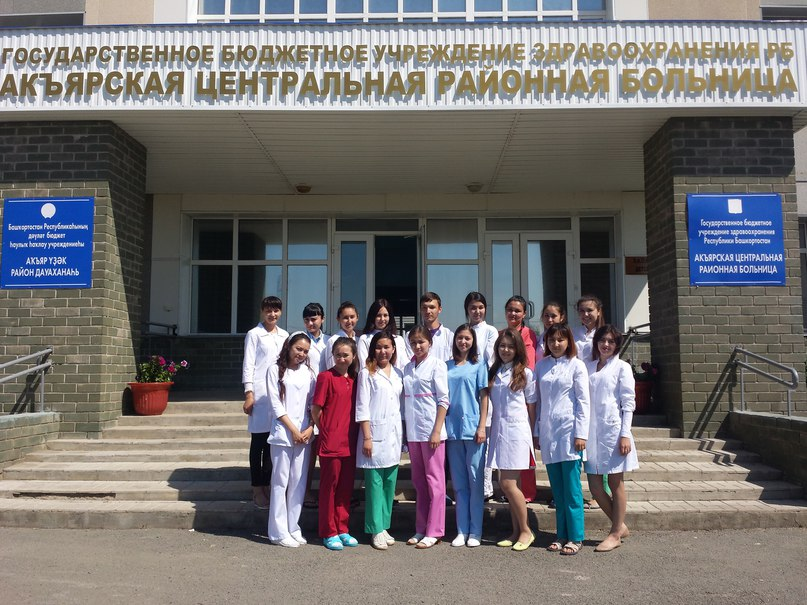 ГОСУДАРСТВЕННОЕ БЮДЖЕТНОЕ УЧРЕЖДЕНИЕ ЗДРАВООХРАНЕНИЯ РБ
АКЪЯРСКАЯ ЦЕНТРАЛЬНАЯ РАЙОННАЯ БОЛЬНИЦА
Башҡортостан Республикаһының
дәүләт бюджет
һаулыҡ һаҡлау учреждениеһы
АКЪЯР ҮҘӘК
РАЙОН ДАУАХАНАҺЫ
Государственное бюджетное
учреждение здравоохранения
Республики Башкортостан
АКЪЯРСКАЯ ЦЕНТРАЛЬНАЯ
РАЙОННАЯ БОЛЬНИЦА